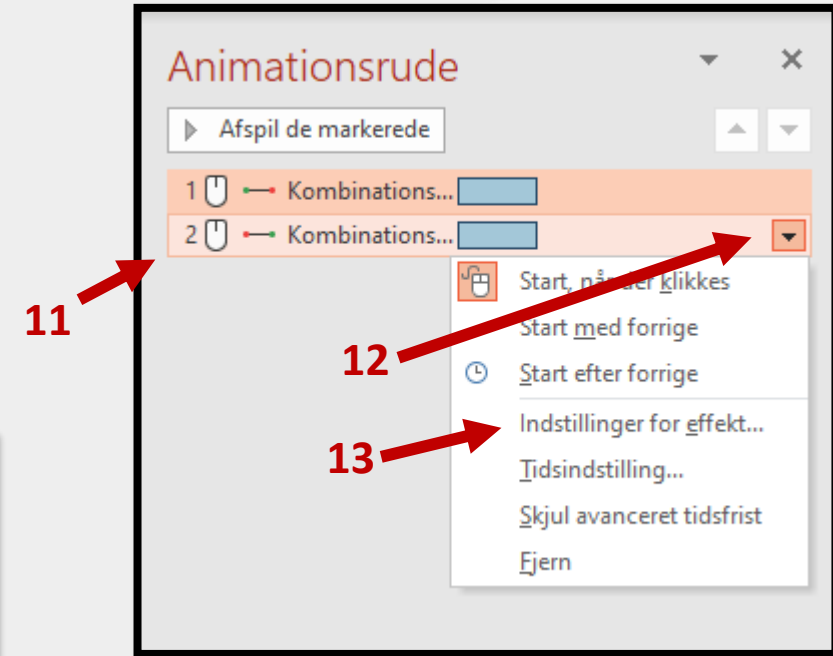 Animationsrude
Afspil de markerede
1 Kombinations...
2 Kombinations...
11
12
13
Start, når der klikkes
Start med forrige
Start efter forrige
Indstillinger for effekt...
Tidsindstilling...
Skjul avanceret tidsfrist
Fjern